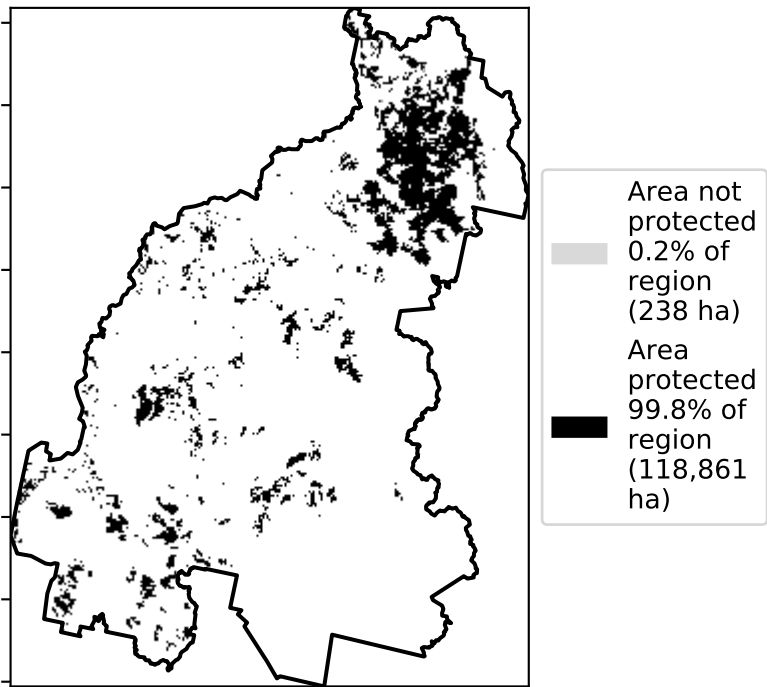 Area not
protected
0.2% of
region
(238 ha)
Area
protected
99.8% of
region
(118,861
ha)